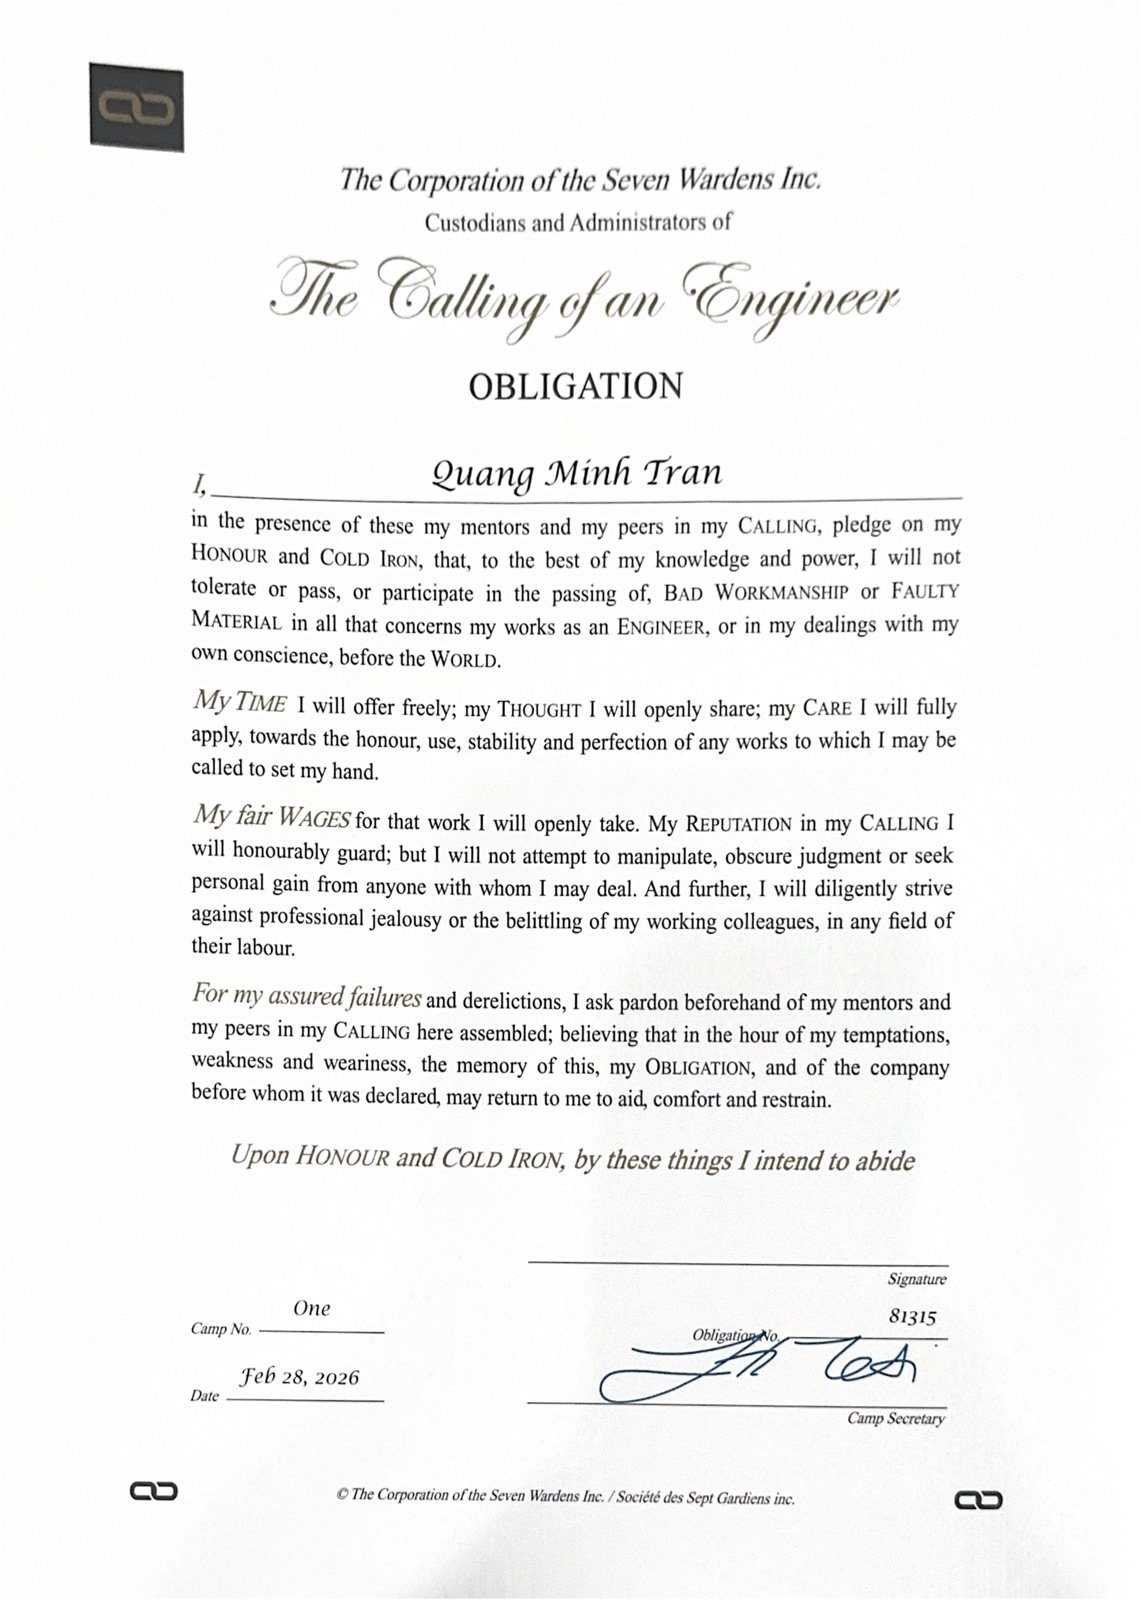 The Corporation of the Seven Wardens Inc.
Custodians and Administrators of
The Calling of an Engineer
OBLIGATION
I, Quang Minh Tran
in the presence of these my mentors and my peers in my CALLING, pledge on my
HONOUR and COLD IRON, that, to the best of my knowledge and power, I will not
tolerate or pass, or participate in the passing of, BAD WORKMANSHIP or FAULTY
MATERIAL in all that concerns my works as an ENGINEER, or in my dealings with my
own conscience, before the WORLD.
My TIME I will offer freely; my THOUGHT I will openly share; my CARE I will fully
apply, towards the honour, use, stability and perfection of any works to which I may be
called to set my hand.
My fair WAGES for that work I will openly take. My REPUTATION in my CALLING I
will honourably guard; but I will not attempt to manipulate, obscure judgment or seek
personal gain from anyone with whom I may deal. And further, I will diligently strive
against professional jealousy or the belittling of my working colleagues, in any field of
their labour.
For my assured failures and derelictions, I ask pardon beforehand of my mentors and
my peers in my CALLING here assembled; believing that in the hour of my temptations,
weakness and weariness, the memory of this, my OBLIGATION, and of the company
before whom it was declared, may return to me to aid, comfort and restrain.
Upon HONOUR and COLD IRON, by these things I intend to abide
Signature
Camp No. One
Obligation No. 81315
Date Feb 28, 2026
Camp Secretary
© The Corporation of the Seven Wardens Inc. / Société des Sept Gardiens inc.